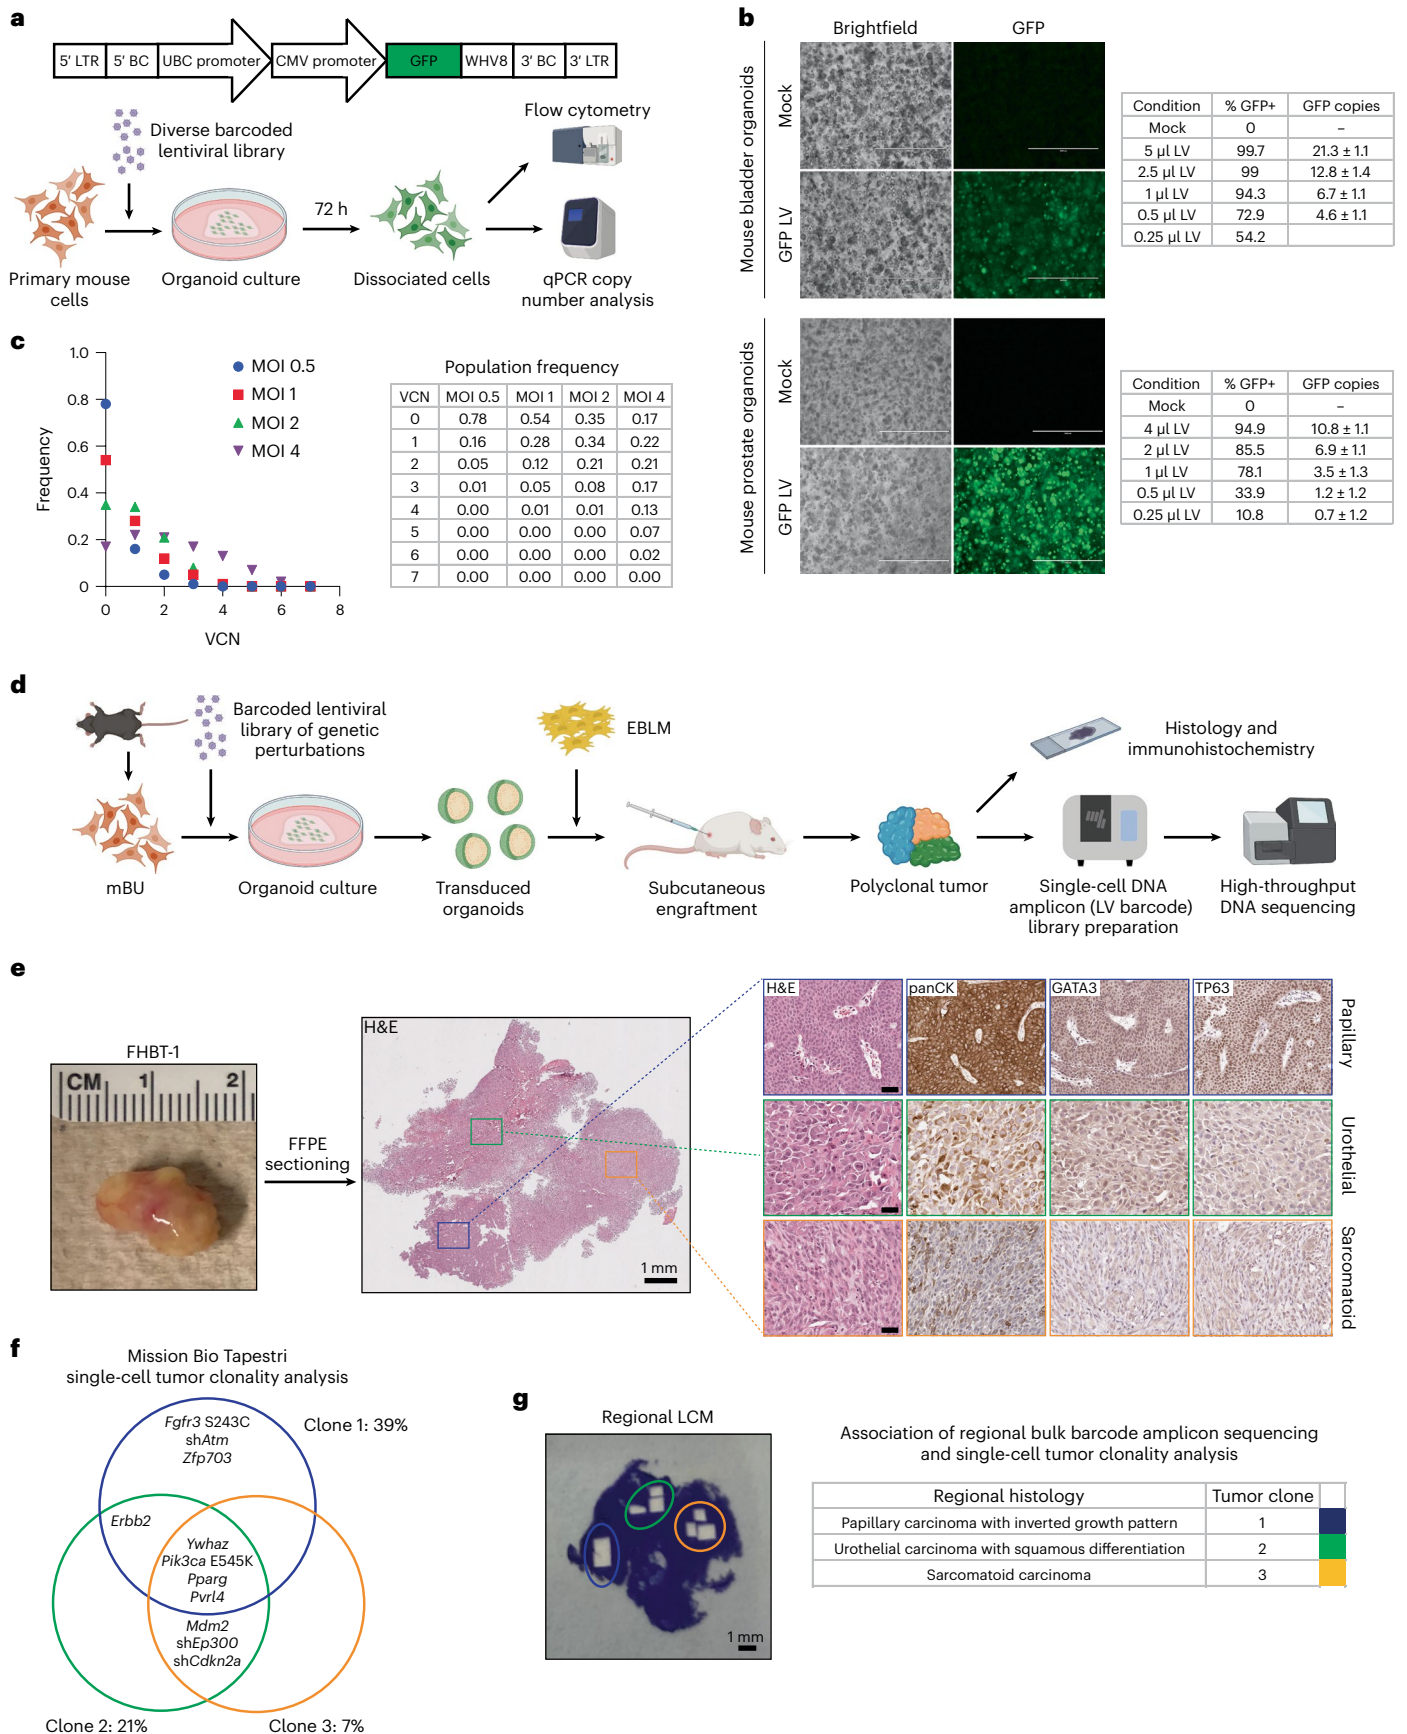 a
5′ LTR 5′ BC UBC promoter CMV promoter GFP WHV8 3′ BC 3′ LTR
Diverse barcoded
lentiviral library
Flow cytometry
72 h
Primary mouse
cells
Organoid culture
Dissociated cells
qPCR copy
number analysis
b
Brightfield GFP
Mouse bladder organoids
Mock
GFP LV
Condition % GFP+ GFP copies
Mock 0 –
5 µl LV 99.7 21.3 ± 1.1
2.5 µl LV 99 12.8 ± 1.4
1 µl LV 94.3 6.7 ± 1.1
0.5 µl LV 72.9 4.6 ± 1.1
0.25 µl LV 54.2
Mouse prostate organoids
Mock
GFP LV
Condition % GFP+ GFP copies
Mock 0 –
4 µl LV 94.9 10.8 ± 1.1
2 µl LV 85.5 6.9 ± 1.1
1 µl LV 78.1 3.5 ± 1.3
0.5 µl LV 33.9 1.2 ± 1.2
0.25 µl LV 10.8 0.7 ± 1.2
c
Frequency
1.0
0.8
0.6
0.4
0.2
0
0 2 4 6 8
VCN
MOI 0.5
MOI 1
MOI 2
MOI 4
Population frequency
VCN MOI 0.5 MOI 1 MOI 2 MOI 4
0 0.78 0.54 0.35 0.17
1 0.16 0.28 0.34 0.22
2 0.05 0.12 0.21 0.21
3 0.01 0.05 0.08 0.17
4 0.00 0.01 0.01 0.13
5 0.00 0.00 0.00 0.07
6 0.00 0.00 0.00 0.02
7 0.00 0.00 0.00 0.00
d
Barcoded lentiviral
library of genetic
perturbations
EBLM
Histology and
immunohistochemistry
mBU
Organoid culture
Transduced
organoids
Subcutaneous
engraftment
Polyclonal tumor
Single-cell DNA
amplicon (LV barcode)
library preparation
High-throughput
DNA sequencing
e
FHBT-1
CM 1 2
FFPE
sectioning
H&E
1 mm
H&E panCK GATA3 TP63
Papillary
Urothelial
Sarcomatoid
f
Mission Bio Tapestri
single-cell tumor clonality analysis
Fgfr3 S243C
shAtm
Zfp703
Clone 1: 39%
Erbb2
Ywhaz
Pik3ca E545K
Pparg
Pvrl4
Mdm2
shEp300
shCdkn2a
Clone 2: 21%
Clone 3: 7%
g
Regional LCM
1 mm
Association of regional bulk barcode amplicon sequencing
and single-cell tumor clonality analysis
Regional histology Tumor clone
Papillary carcinoma with inverted growth pattern 1
Urothelial carcinoma with squamous differentiation 2
Sarcomatoid carcinoma 3